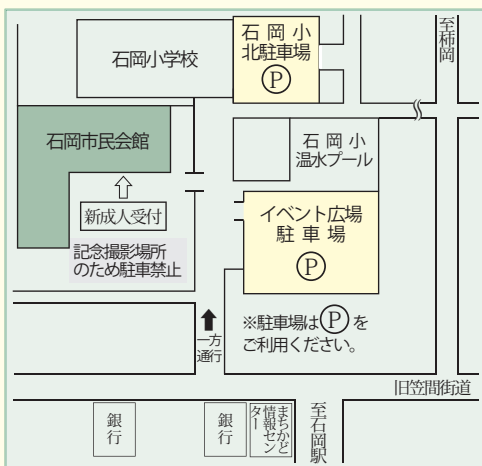 石岡小学校
石岡小
北駐車場
P
至柿岡
石岡市民会館
石岡小
温水プール
新成人受付
イベント広場
駐車場
P
記念撮影場所
のため駐車禁止
一方
通行
※駐車場はPを
ご利用ください。
旧笠間街道
銀行
銀行
まちかど
情報セン
ター
至石岡駅